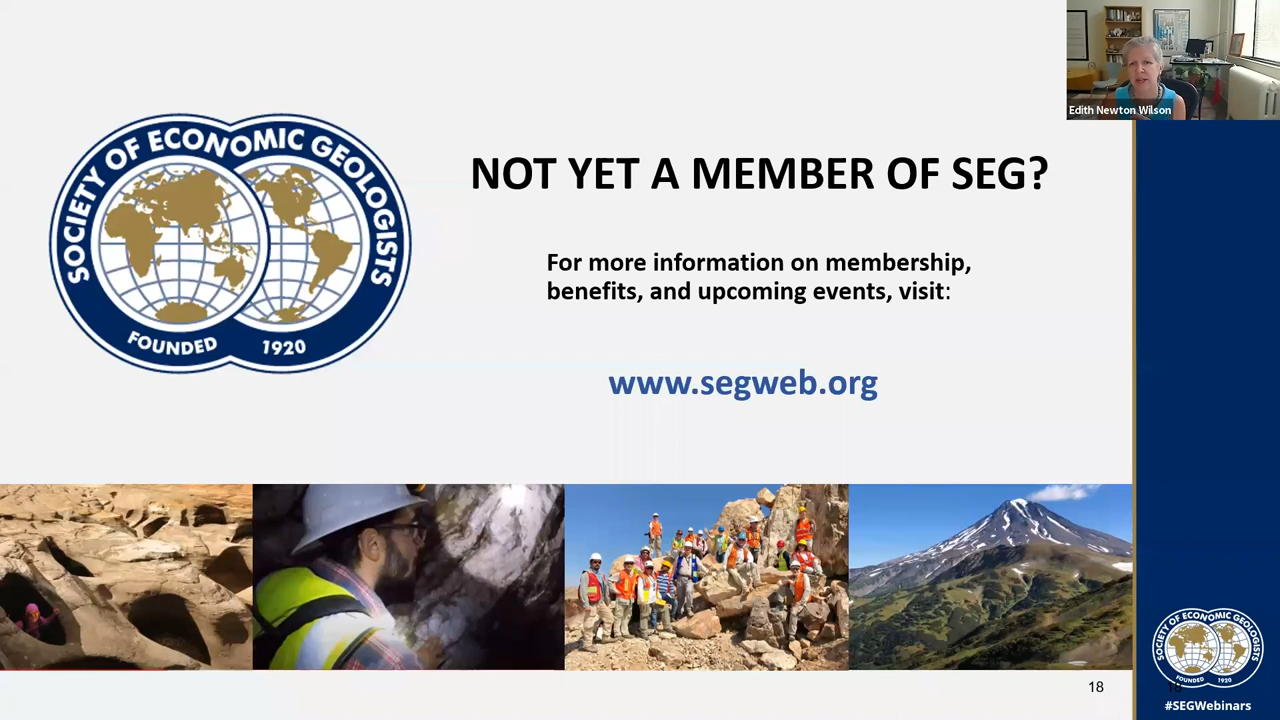 Edith Newton Wilson
SOCIETY OF ECONOMIC GEOLOGISTS
FOUNDED 1920
NOT YET A MEMBER OF SEG?
For more information on membership,
benefits, and upcoming events, visit:
www.segweb.org
18
18
SOCIETY OF ECONOMIC GEOLOGISTS
FOUNDED 1920
#SEGWebinars